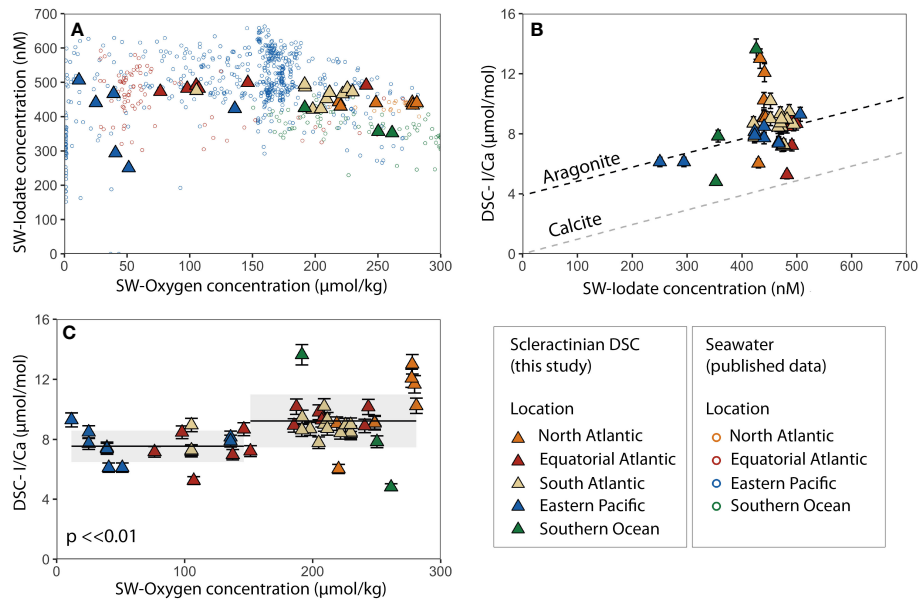 A
700
600
500
400
300
200
100
0
SW-Iodate concentration (nM)
0
50
100
150
200
250
300
SW-Oxygen concentration (μmol/kg)
B
16
12
8
4
0
DSC- I/Ca (μmol/mol)
Aragonite
Calcite
0
100
200
300
400
500
600
700
SW-Iodate concentration (nM)
C
16
12
8
4
0
DSC- I/Ca (μmol/mol)
p <<0.01
0
100
200
300
SW-Oxygen concentration (μmol/kg)
Scleractinian DSC
(this study)
Location
North Atlantic
Equatorial Atlantic
South Atlantic
Eastern Pacific
Southern Ocean
Seawater
(published data)
Location
North Atlantic
Equatorial Atlantic
Eastern Pacific
Southern Ocean